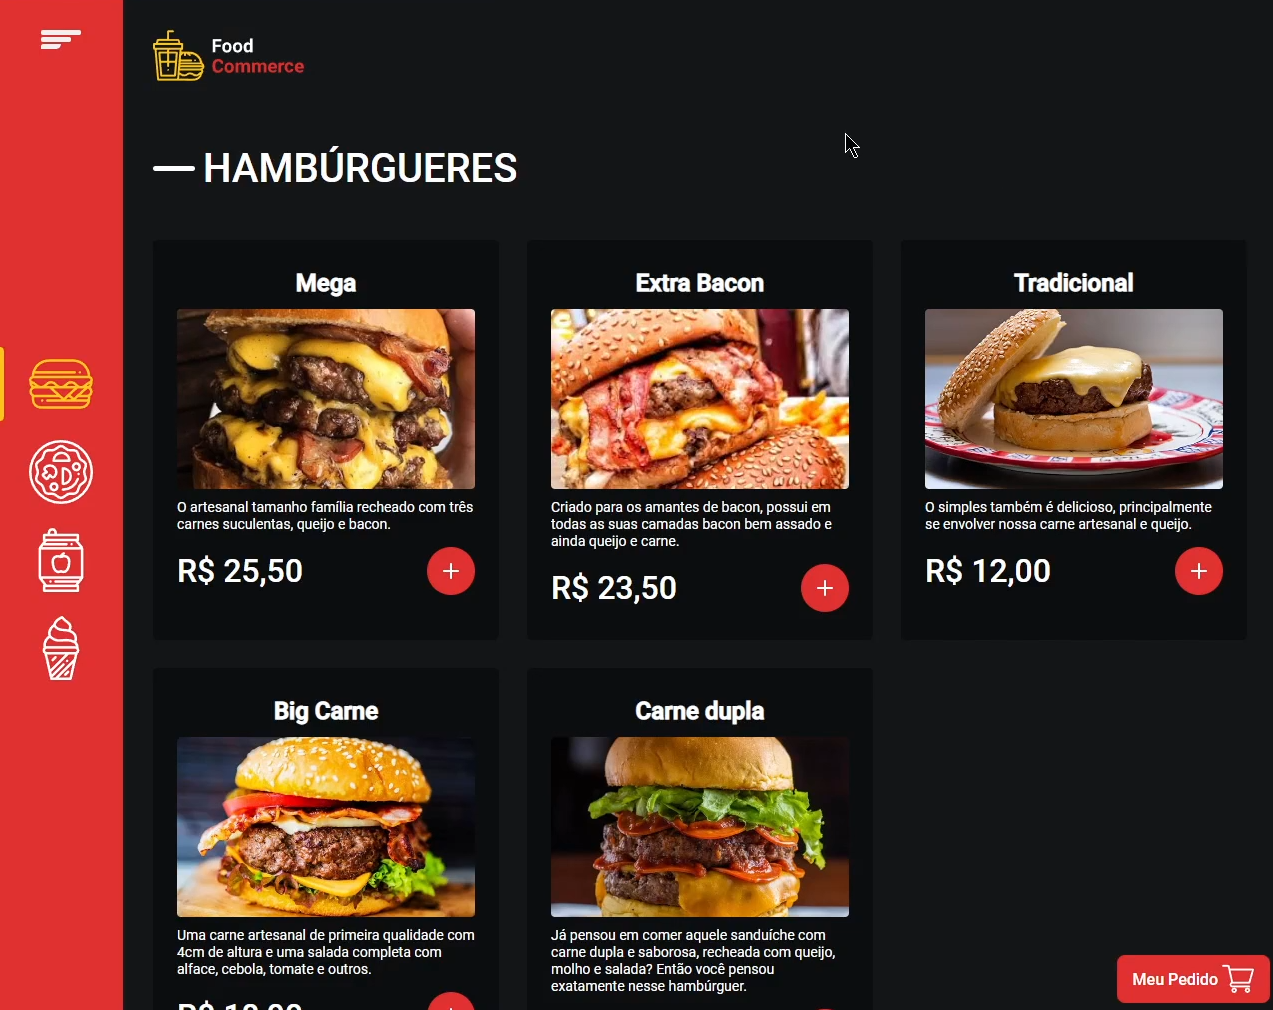 Food
Commerce
HAMBÚRGUERES
Mega
O artesanal tamanho família recheado com três
carnes suculentas, queijo e bacon.
R$ 25,50
Extra Bacon
Criado para os amantes de bacon, possui em
todas as suas camadas bacon bem assado e
ainda queijo e carne.
R$ 23,50
Tradicional
O simples também é delicioso, principalmente
se envolver nossa carne artesanal e queijo.
R$ 12,00
Big Carne
Uma carne artesanal de primeira qualidade com
4cm de altura e uma salada completa com
alface, cebola, tomate e outros.
R$
Carne dupla
Já pensou em comer aquele sanduíche com
carne dupla e saborosa, recheada com queijo,
molho e salada? Então você pensou
exatamente nesse hambúrguer.
Meu Pedido